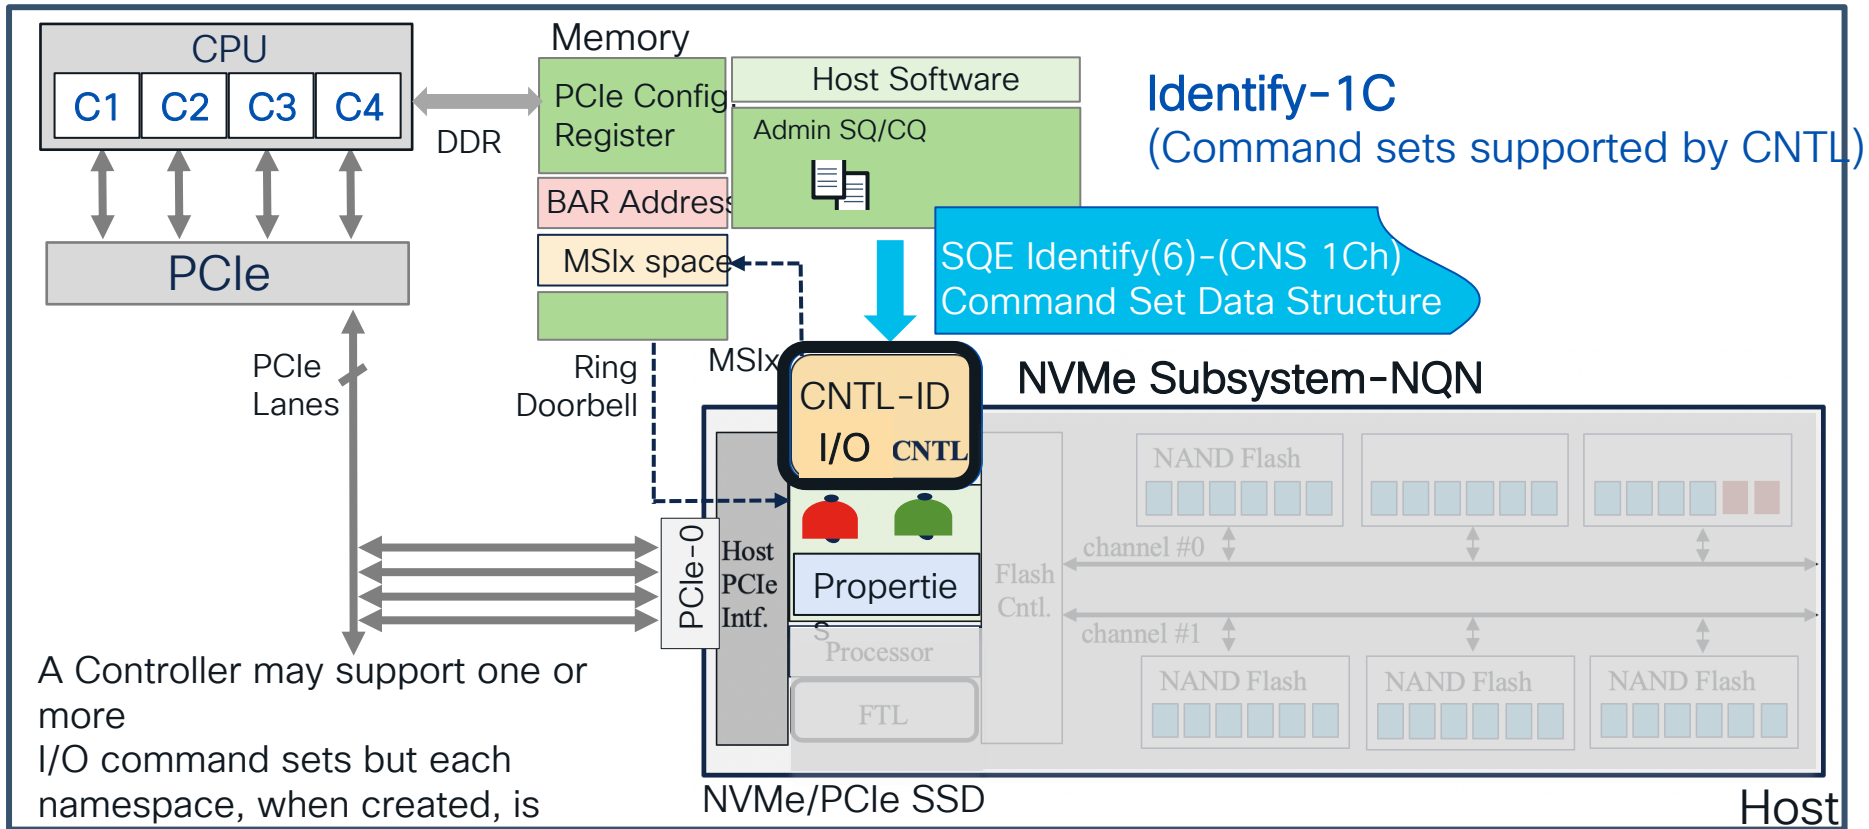 CPU
C1 C2 C3 C4
DDR
PCIe
PCIe
Lanes
Memory
PCIe Config
Register
BAR Address
MSIx space
Host Software
Admin SQ/CQ
Identify-1C
(Command sets supported by CNTL)
SQE Identify(6)-(CNS 1Ch)
Command Set Data Structure
Ring
Doorbell
MSIx
NVMe Subsystem-NQN
CNTL-ID
I/O CNTL
PCIe-0
Host
PCIe
Intf.
Properties
Processor
FTL
Flash
Cntl.
NAND Flash
channel #0
channel #1
NAND Flash
NAND Flash
NAND Flash
A Controller may support one or
more
I/O command sets but each
namespace, when created, is
NVMe/PCIe SSD
Host